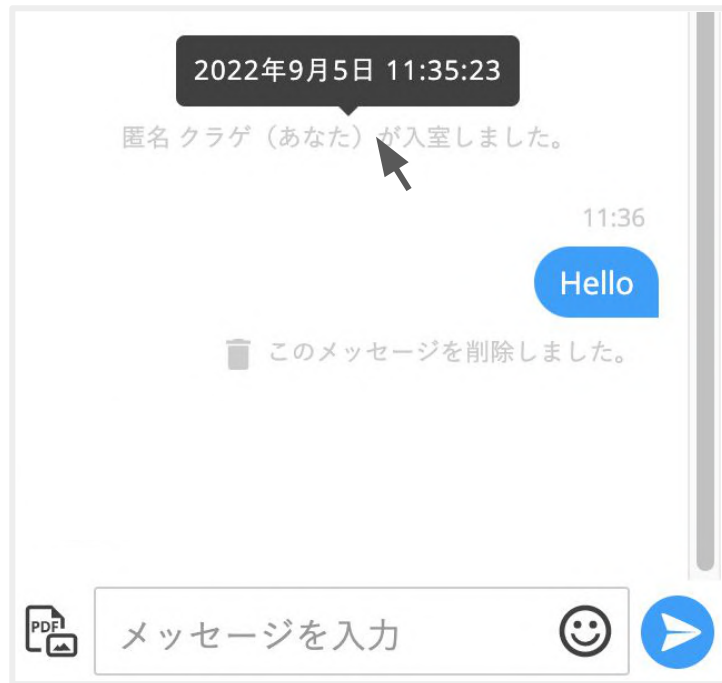 2022年9月5日 11:35:23
匿名 クラゲ（あなた）が入室しました。
11:36
Hello
このメッセージを削除しました。
PDF
メッセージを入力